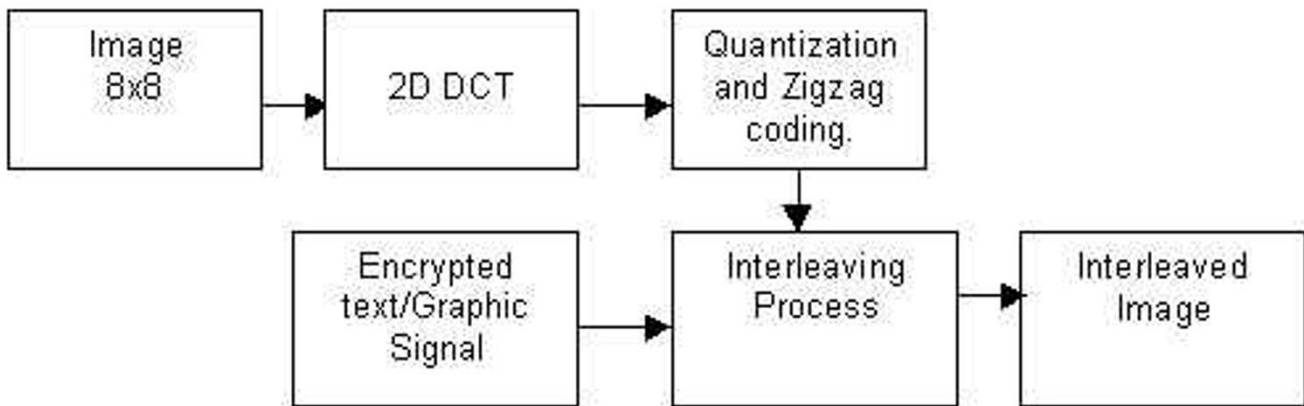 Image
8x8
2D DCT
Quantization
and Zigzag
coding.
Encrypted
text/Graphic
Signal
Interleaving
Process
Interleaved
Image